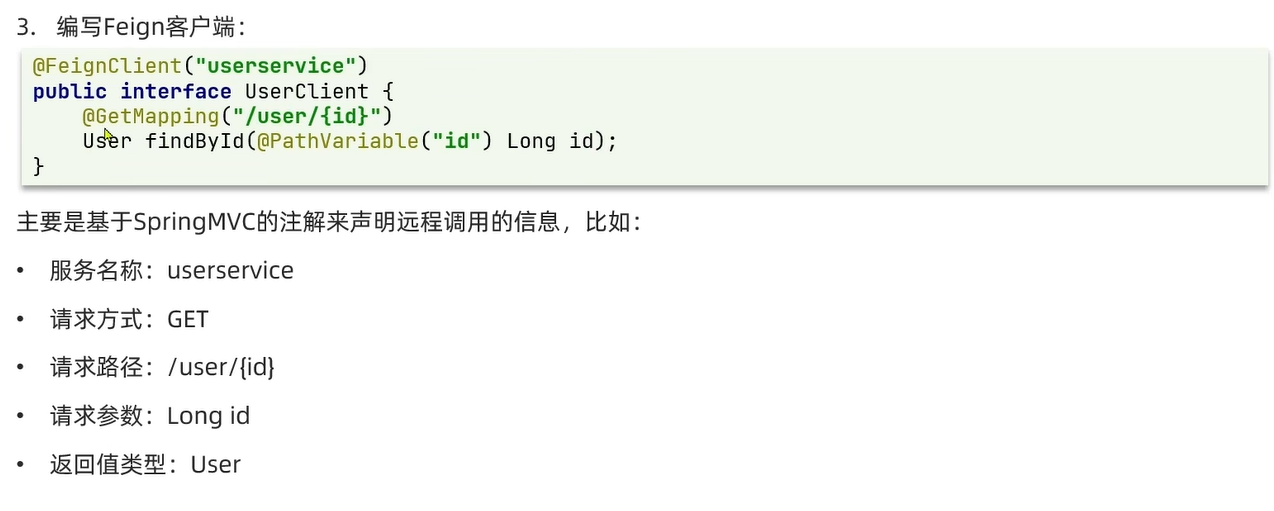 3. 编写Feign客户端：
@FeignClient("userservice")
public interface UserClient {
    @GetMapping("/user/{id}")
    User findById(@PathVariable("id") Long id);
}
主要是基于SpringMVC的注解来声明远程调用的信息，比如：
• 服务名称：userservice
• 请求方式：GET
• 请求路径：/user/{id}
• 请求参数：Long id
• 返回值类型：User